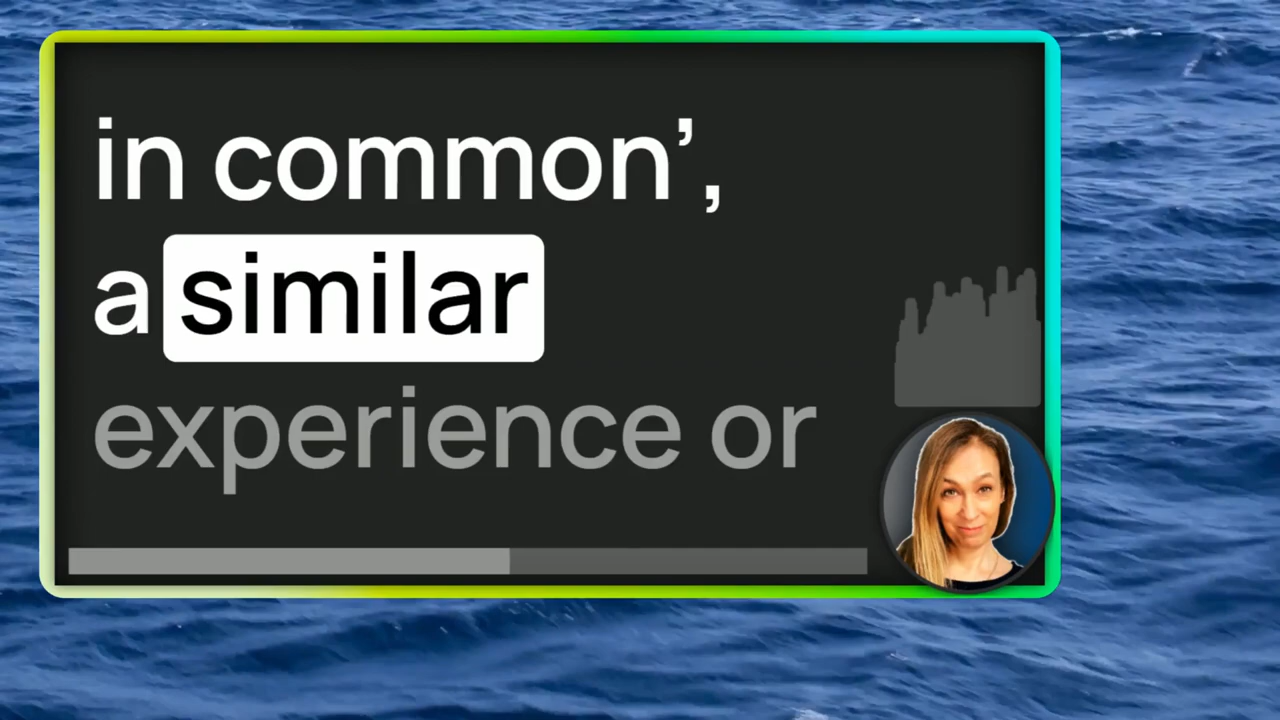 in common’,
a similar
experience or